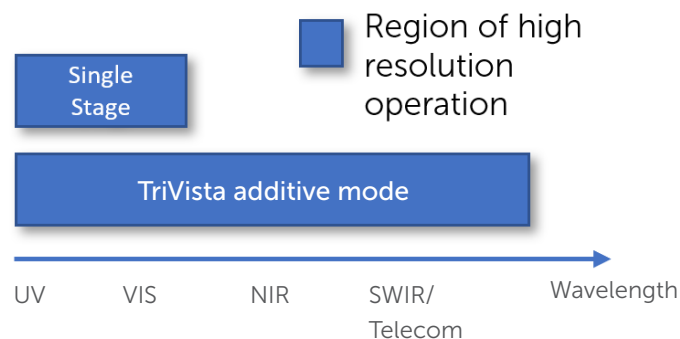 Region of high
resolution
operation
Single
Stage
TriVista additive mode
UV VIS NIR SWIR/ Wavelength
Telecom